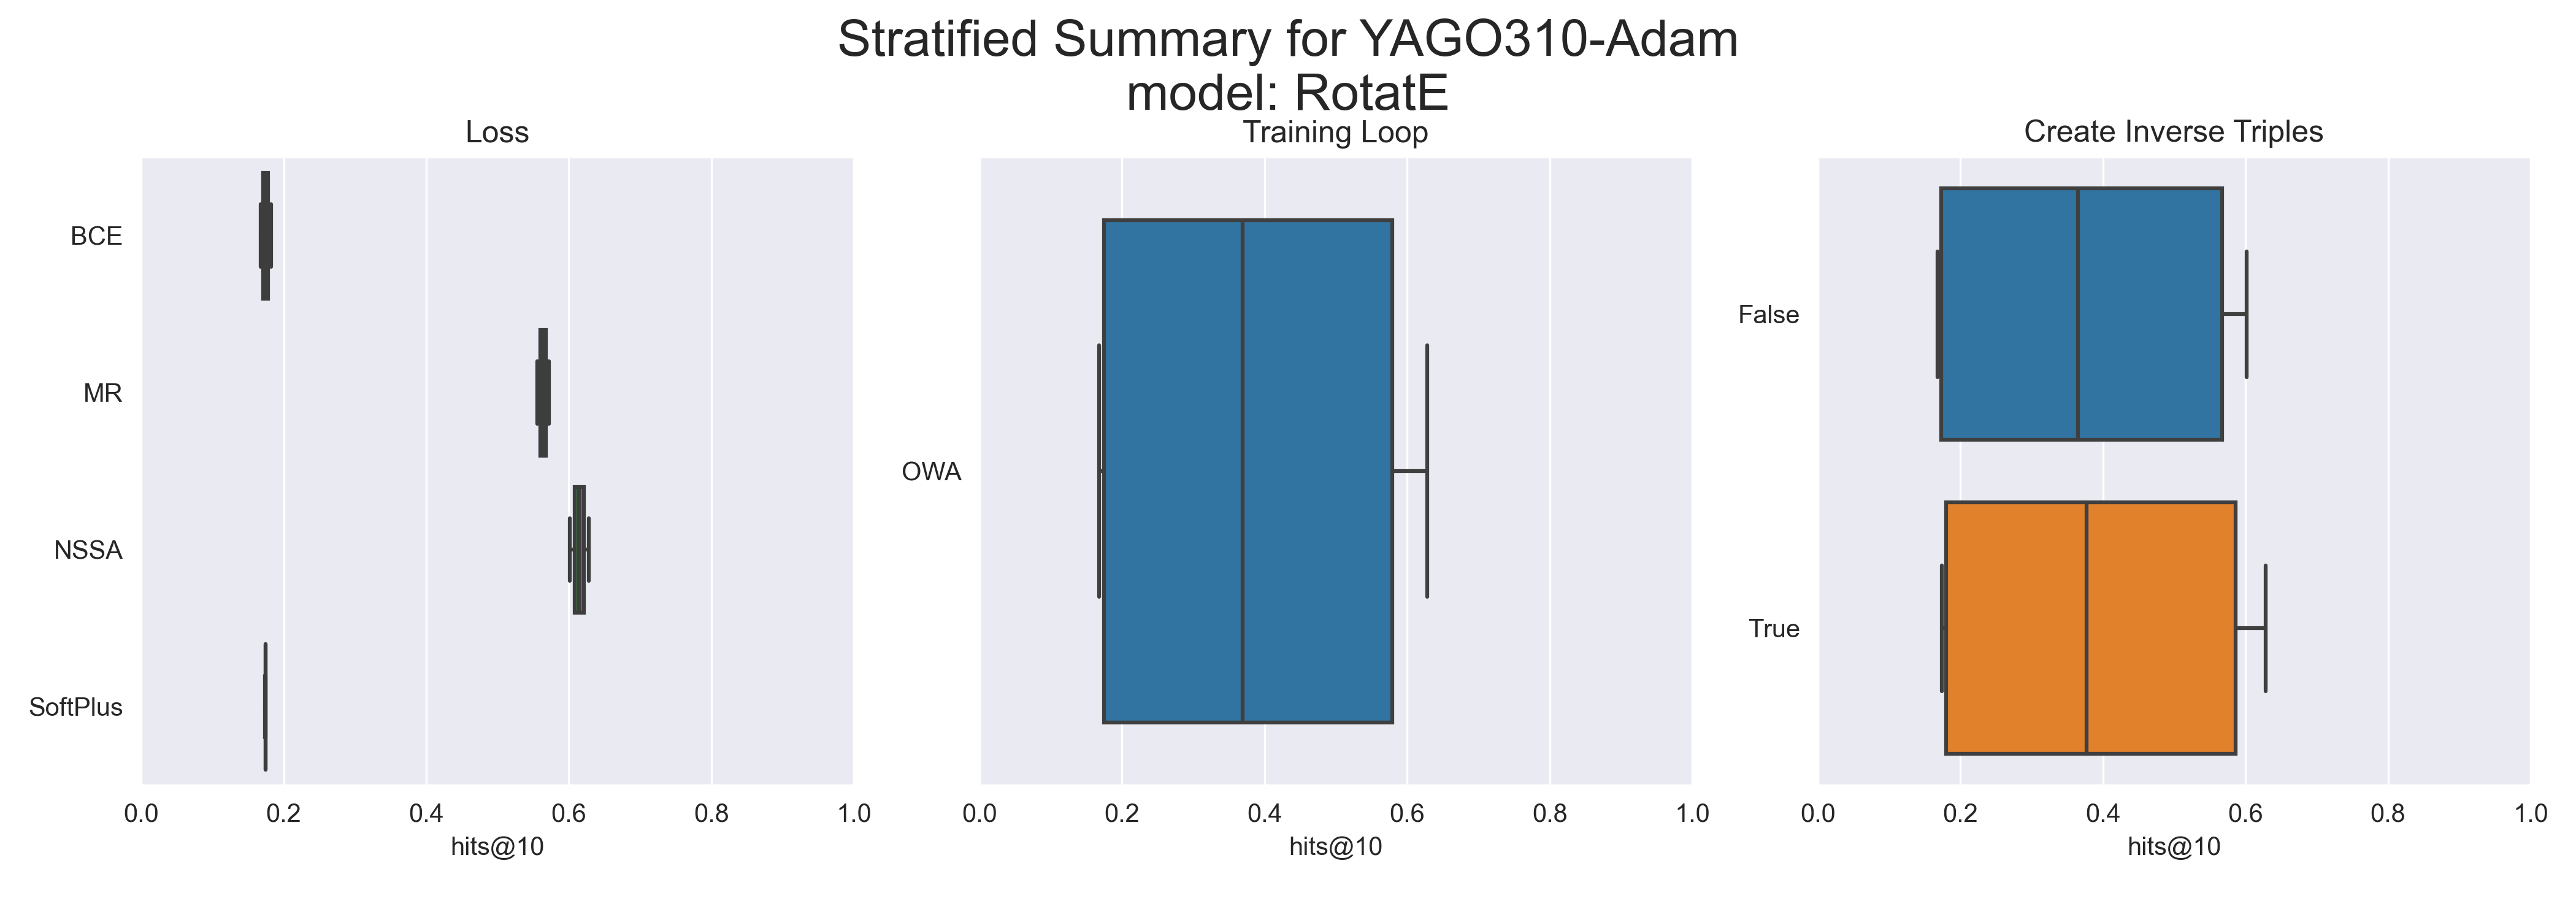 Stratified Summary for YAGO310-Adam
model: RotatE
Loss
BCE
MR
NSSA
SoftPlus
0.0 0.2 0.4 0.6 0.8 1.0
hits@10
Training Loop
OWA
0.0 0.2 0.4 0.6 0.8 1.0
hits@10
Create Inverse Triples
False
True
0.0 0.2 0.4 0.6 0.8 1.0
hits@10